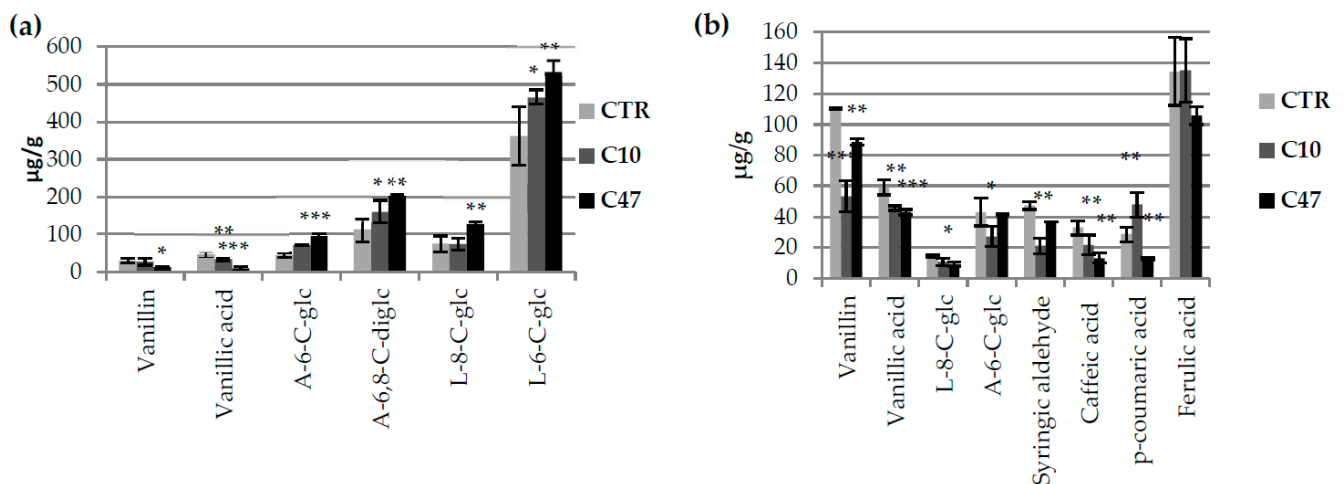 (a)
600
500
400
300
200
100
0
µg/g
* **
* **
**
***
**
***
*
Vanillin
Vanillic acid
A-6-C-glc
A-6,8-C-diglc
L-8-C-glc
L-6-C-glc
CTR
C10
C47
(b)
160
140
120
100
80
60
40
20
0
µg/g
**
***
**
***
*
*
**
**
**
**
**
Vanillin
Vanillic acid
L-8-C-glc
A-6-C-glc
Syringic aldehyde
Caffeic acid
p-coumaric acid
Ferulic acid
CTR
C10
C47